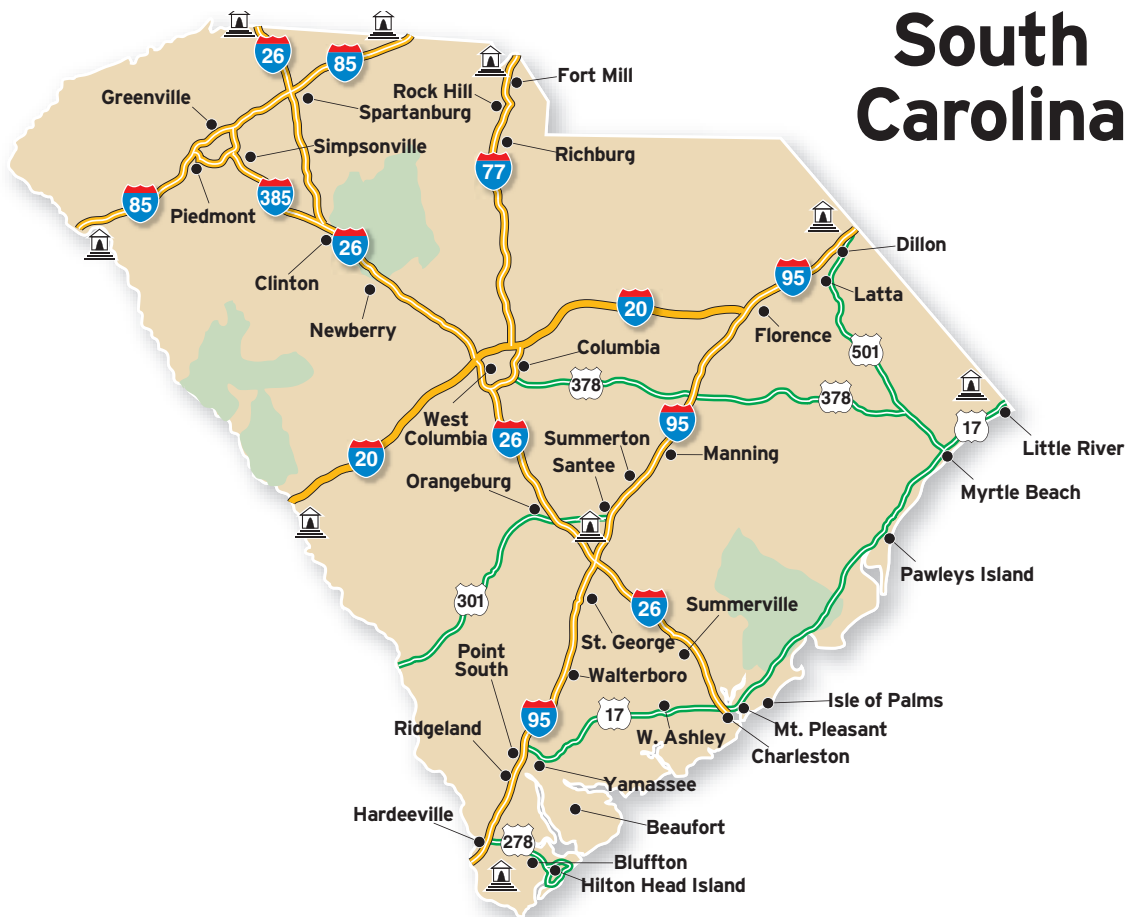 South
Carolina
26
85
Fort Mill
Rock Hill
Greenville
Spartanburg
Simpsonville
Richburg
77
85
385
Piedmont
26
Dillon
Clinton
95
Latta
20
Newberry
Florence
Columbia
501
378
378
West
Columbia
17
26
95
Summerton
Little River
20
Manning
Santee
Orangeburg
Myrtle Beach
Pawleys Island
301
26
Summerville
St. George
Point
South
Walterboro
Isle of Palms
95
17
Ridgeland
W. Ashley
Mt. Pleasant
Charleston
Yamassee
Hardeeville
Beaufort
278
Bluffton
Hilton Head Island